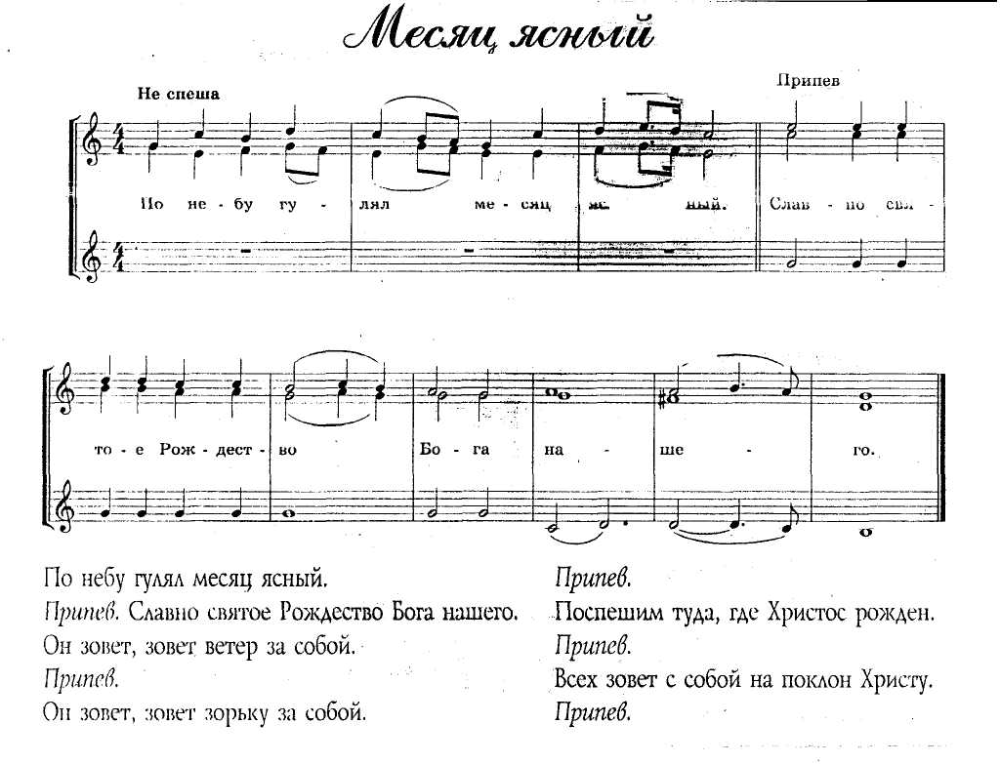 Месяц ясный
Не спеша
Припев
По не - бу гу - лял ме - сяц яс ный. Слав - но свя -
то - е Рож - дест - во Бо - га на - ше - го.
По небу гулял месяц ясный.
Припев. Славно святое Рождество Бога нашего.
Он зовет, зовет ветер за собой.
Припев.
Он зовет, зовет зорьку за собой.
Припев.
Поспешим туда, где Христос рожден.
Припев.
Всех зовет с собой на поклон Христу.
Припев.